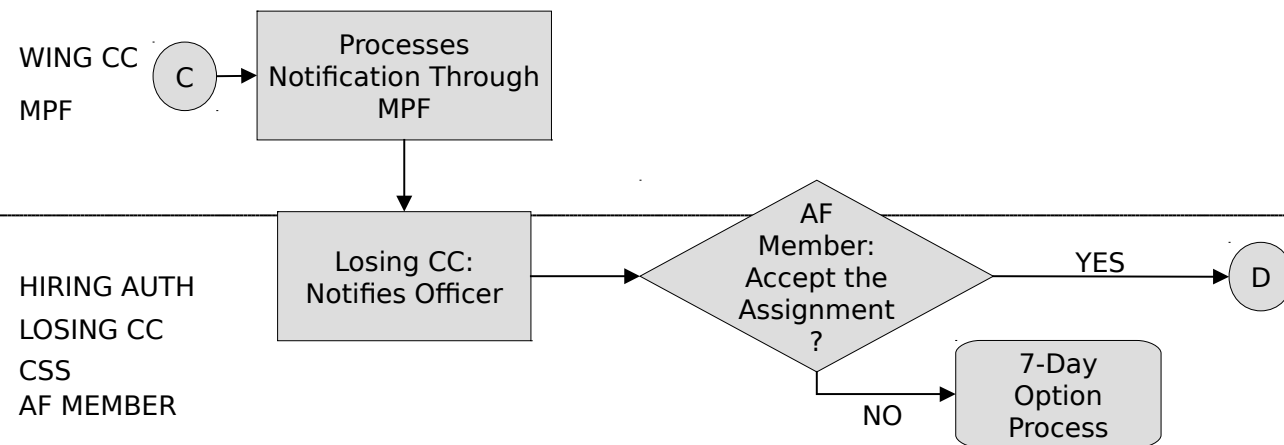 WING CC
MPF
C
Processes
Notification Through
MPF
HIRING AUTH
LOSING CC
CSS
AF MEMBER
Losing CC:
Notifies Officer
AF
Member:
Accept the
Assignment
?
YES
D
NO
7-Day
Option
Process